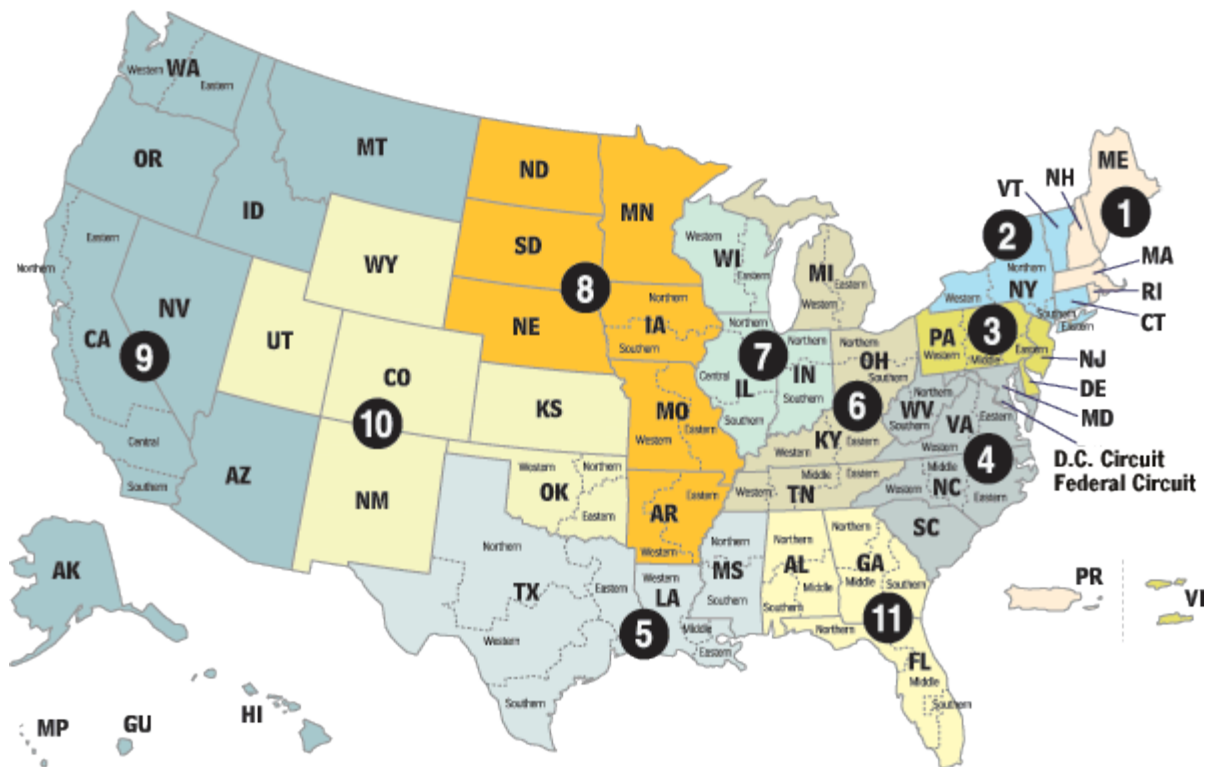 WA
Western
Eastern
OR
MT
ID
ND
MN
SD
WY
NE
8
IA
Northern
Southern
WI
Western
Eastern
MI
Eastern
Western
ME
NH
VT
1
2
Northern
NY
Western
Southern
Eastern
MA
RI
CT
Eastern
Northern
CA
NV
9
Central
Southern
UT
CO
10
KS
AZ
NM
Western
Northern
OK
Eastern
MO
Western
Eastern
AR
Eastern
Western
Northern
Central
IL
Southern
7
Northern
IN
Southern
Northern
OH
Southern
6
KY
Western
Eastern
Western
Middle
Eastern
TN
PA
3
Western
Middle
Eastern
NJ
DE
MD
D.C. Circuit
Federal Circuit
Northern
WV
Southern
VA
Eastern
Western
4
Middle
Western
NC
Eastern
SC
Northern
TX
Eastern
Western
Southern
Western
LA
5
Middle
Eastern
Northern
MS
Southern
Northern
AL
Middle
Southern
Northern
GA
Middle
Southern
11
Northern
FL
Middle
Southern
AK
HI
MP
GU
PR
VI